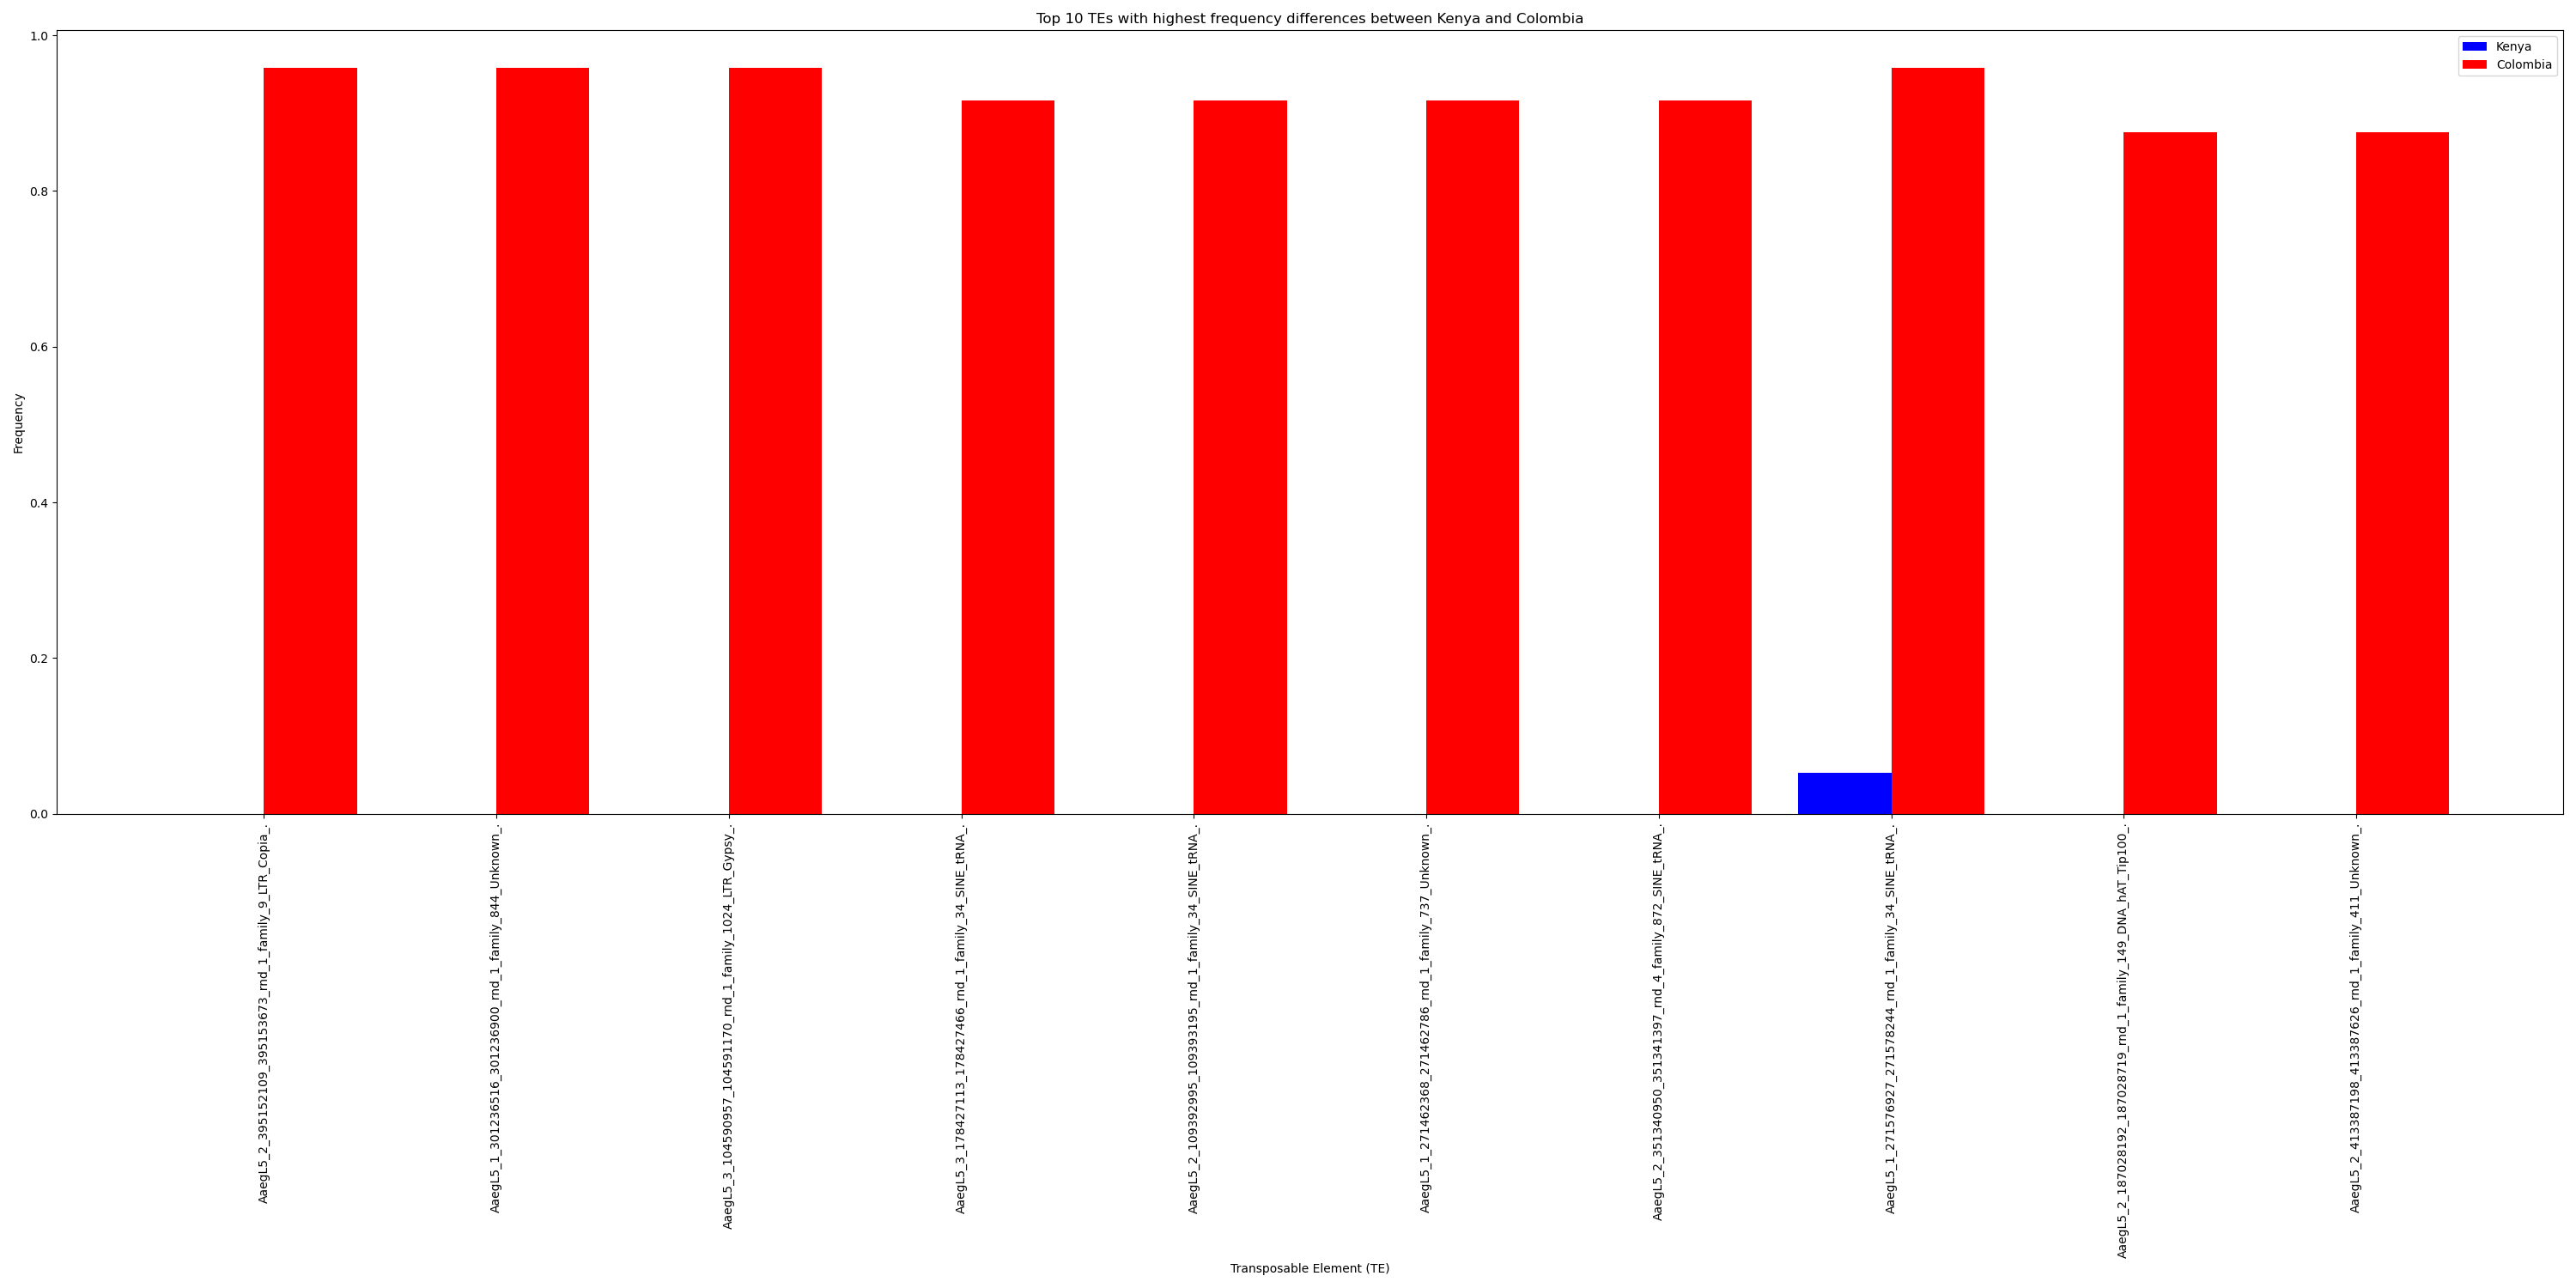 Top 10 TEs with highest frequency differences between Kenya and Colombia
Kenya
Colombia
Frequency
1.0
0.8
0.6
0.4
0.2
0.0
AaegL5_2_395152109_395153673_rnd_1_family_9_LTR_Copia_.
AaegL5_1_301236516_301236900_rnd_1_family_844_Unknown_.
AaegL5_3_104590957_104591170_rnd_1_family_1024_LTR_Gypsy_.
AaegL5_3_178427113_178427466_rnd_1_family_34_SINE_tRNA_.
AaegL5_2_109392995_109393195_rnd_1_family_34_SINE_tRNA_.
AaegL5_1_271462368_271462786_rnd_1_family_737_Unknown_.
AaegL5_2_351340950_351341397_rnd_4_family_872_SINE_tRNA_.
AaegL5_1_271576927_271578244_rnd_1_family_34_SINE_tRNA_.
AaegL5_2_187028192_187028719_rnd_1_family_149_DNA_hAT_Tip100_.
AaegL5_2_413387198_413387626_rnd_1_family_411_Unknown_.
Transposable Element (TE)